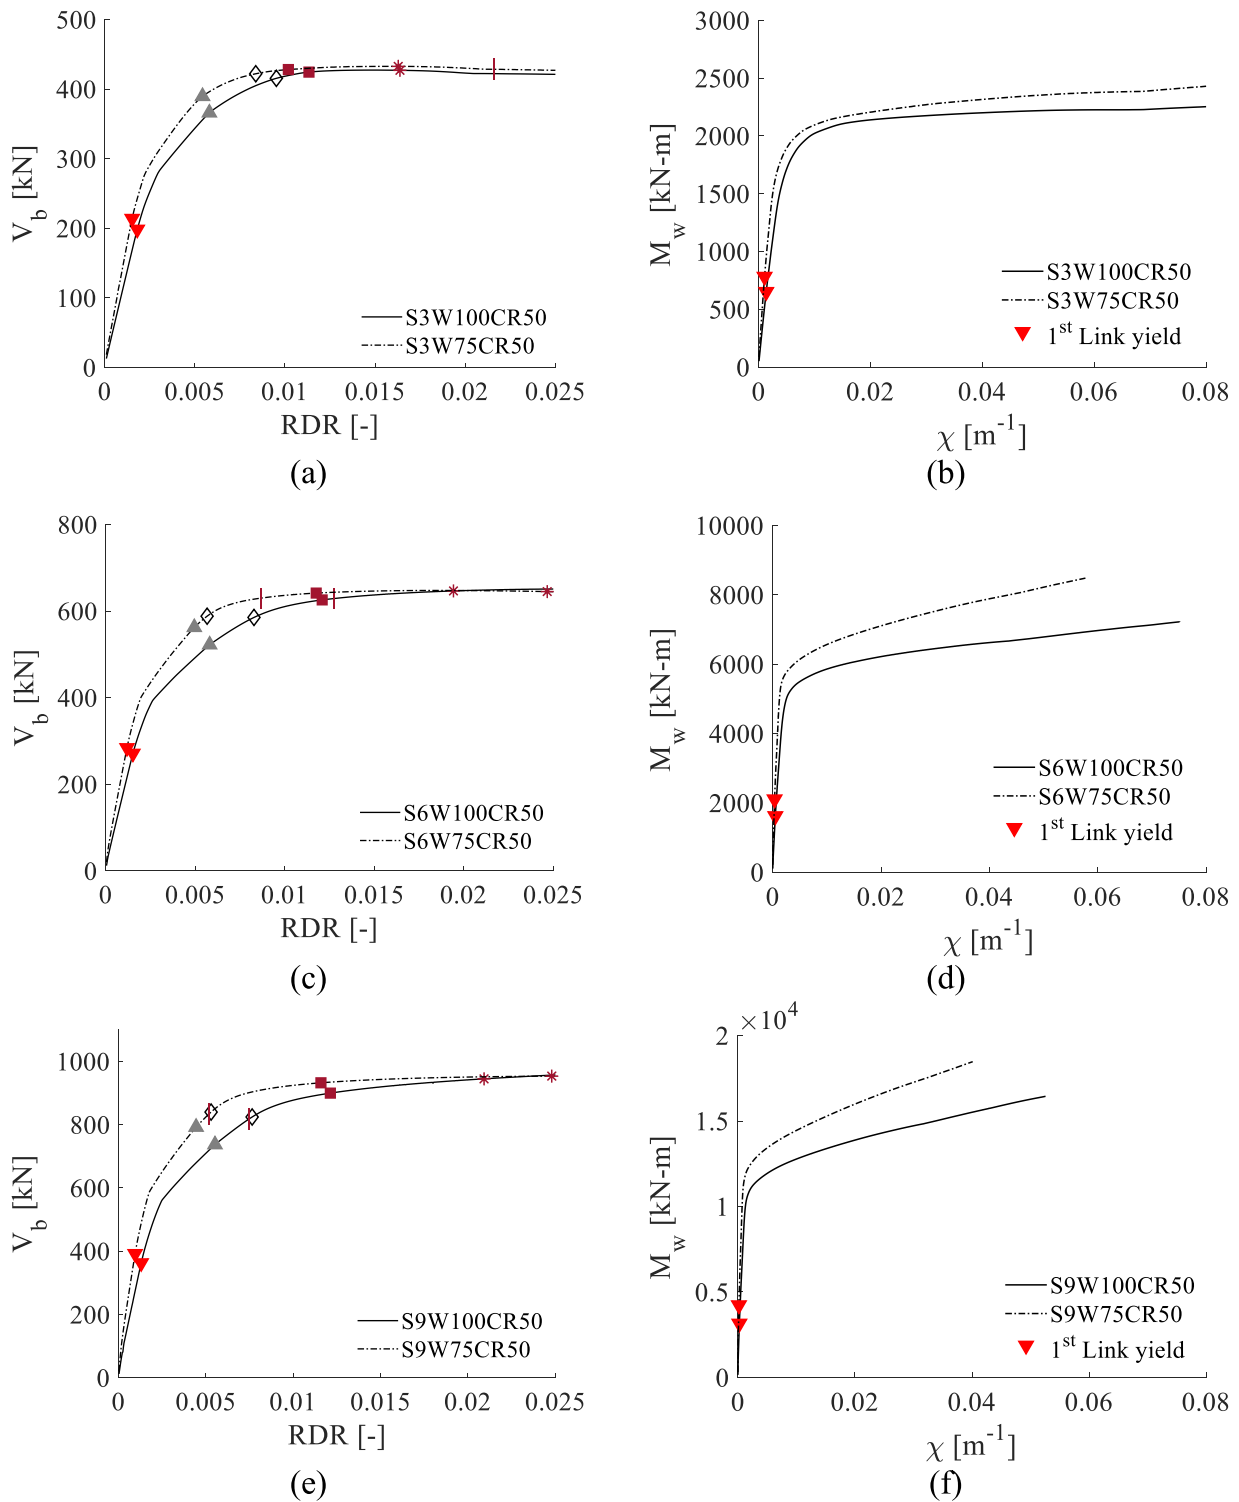 500
400
300
200
100
0
V_b [kN]
0 0.005 0.01 0.015 0.02 0.025
RDR [-]
S3W100CR50
S3W75CR50
(a)
3000
2500
2000
1500
1000
500
0
M_w [kN-m]
0 0.02 0.04 0.06 0.08
χ [m^-1]
S3W100CR50
S3W75CR50
1^st Link yield
(b)
800
600
400
200
0
V_b [kN]
0 0.005 0.01 0.015 0.02 0.025
RDR [-]
S6W100CR50
S6W75CR50
(c)
10000
8000
6000
4000
2000
0
M_w [kN-m]
0 0.02 0.04 0.06 0.08
χ [m^-1]
S6W100CR50
S6W75CR50
1^st Link yield
(d)
1000
800
600
400
200
0
V_b [kN]
0 0.005 0.01 0.015 0.02 0.025
RDR [-]
S9W100CR50
S9W75CR50
(e)
×10^4
2
1.5
1
0.5
0
M_w [kN-m]
0 0.02 0.04 0.06 0.08
χ [m^-1]
S9W100CR50
S9W75CR50
1^st Link yield
(f)